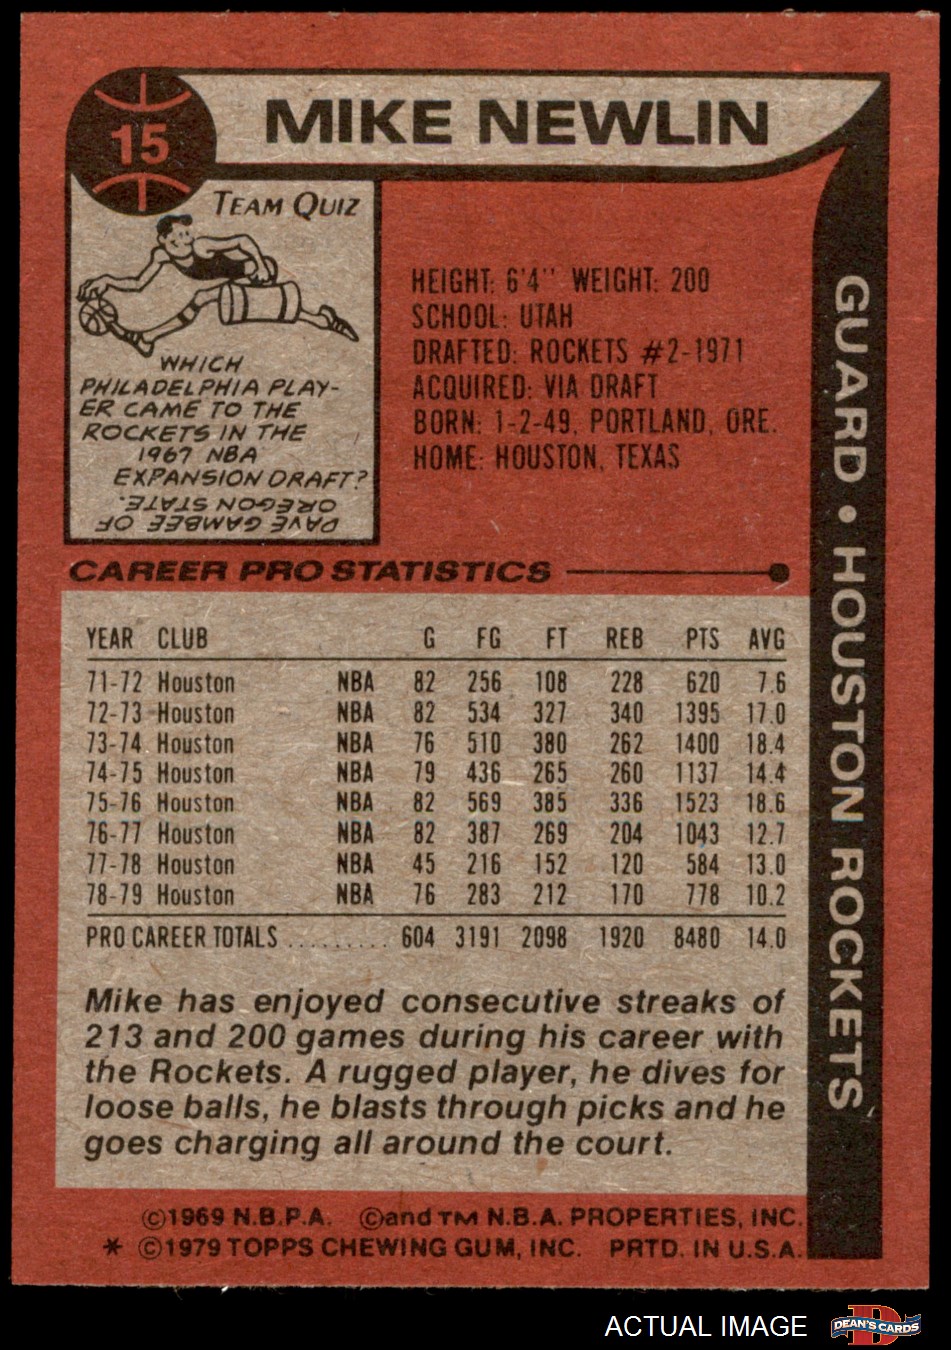 15
MIKE NEWLIN
TEAM QUIZ
WHICH
PHILADELPHIA PLAY-
ER CAME TO THE
ROCKETS IN THE
1967 NBA
EXPANSION DRAFT?
DAVE GAMBEE OF
OREGON STATE.
HEIGHT: 6'4" WEIGHT: 200
SCHOOL: UTAH
DRAFTED: ROCKETS #2-1971
ACQUIRED: VIA DRAFT
BORN: 1-2-49, PORTLAND, ORE.
HOME: HOUSTON, TEXAS
GUARD • HOUSTON ROCKETS
CAREER PRO STATISTICS
YEAR CLUB G FG FT REB PTS AVG
71-72 Houston NBA 82 256 108 228 620 7.6
72-73 Houston NBA 82 534 327 340 1395 17.0
73-74 Houston NBA 76 510 380 262 1400 18.4
74-75 Houston NBA 79 436 265 260 1137 14.4
75-76 Houston NBA 82 569 385 336 1523 18.6
76-77 Houston NBA 82 387 269 204 1043 12.7
77-78 Houston NBA 45 216 152 120 584 13.0
78-79 Houston NBA 76 283 212 170 778 10.2
PRO CAREER TOTALS ......... 604 3191 2098 1920 8480 14.0
Mike has enjoyed consecutive streaks of
213 and 200 games during his career with
the Rockets. A rugged player, he dives for
loose balls, he blasts through picks and he
goes charging all around the court.
©1969 N.B.P.A. ©and TM N.B.A. PROPERTIES, INC.
* ©1979 TOPPS CHEWING GUM, INC. PRTD. IN U.S.A.
ACTUAL IMAGE
D
DEAN'S CARDS